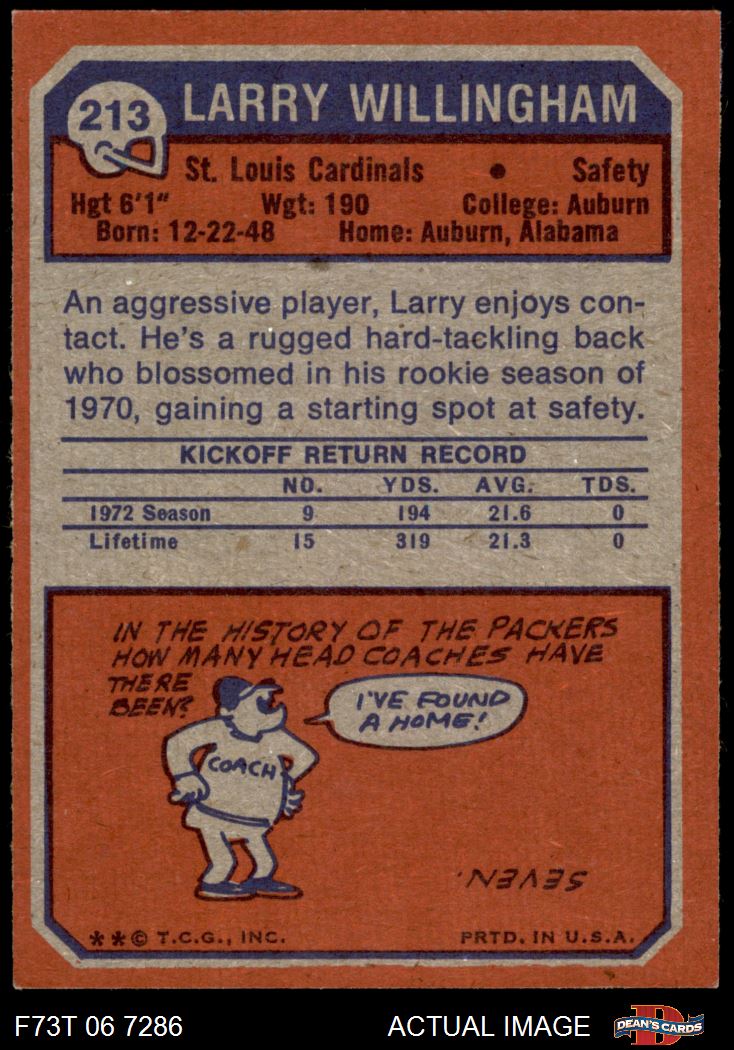 213
LARRY WILLINGHAM
St. Louis Cardinals • Safety
Hgt 6'1" Wgt: 190 College: Auburn
Born: 12-22-48 Home: Auburn, Alabama
An aggressive player, Larry enjoys con-
tact. He's a rugged hard-tackling back
who blossomed in his rookie season of
1970, gaining a starting spot at safety.
KICKOFF RETURN RECORD
NO. YDS. AVG. TDS.
1972 Season 9 194 21.6 0
Lifetime 15 319 21.3 0
IN THE HISTORY OF THE PACKERS
HOW MANY HEAD COACHES HAVE
THERE
BEEN?
I'VE FOUND
A HOME!
COACH
SEVEN.
**© T.C.G., INC. PRTD. IN U.S.A.
F73T 06 7286 ACTUAL IMAGE
D
DEAN'S CARDS